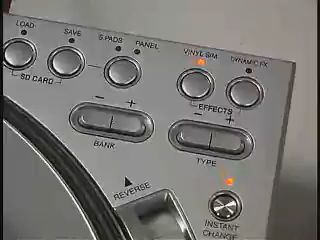 LOAD
SAVE
S.PADS
PANEL
VINYL SIM
DYNAMIC FX
SD CARD
EFFECTS
BANK
TYPE
REVERSE
INSTANT
CHANGE